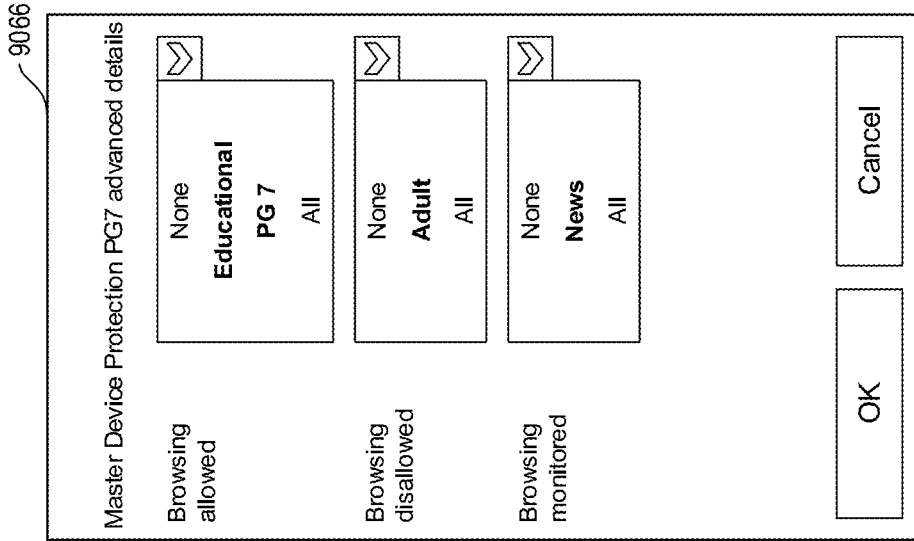 9066
Master Device Protection PG7 advanced details
Browsing
allowed
None
Educational
PG 7
All
Browsing
disallowed
None
Adult
All
Browsing
monitored
None
News
All
OK
Cancel